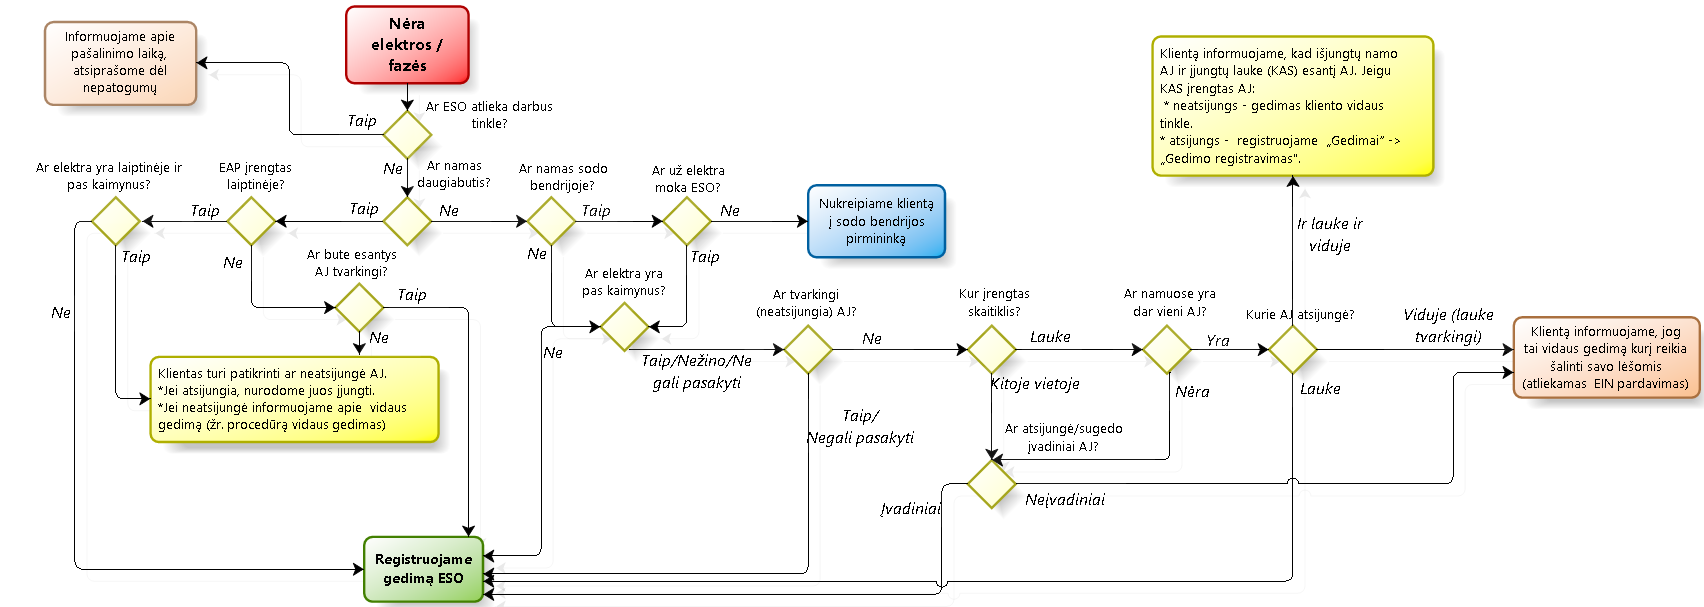 Nėra
elektros /
fazės
Informuojame apie
pašalinimo laiką,
atsiprašome dėl
nepatogumų
Taip
Ar ESO atlieka darbus
tinkle?
Ne
Ar namas
daugiabutis?
Taip
Ne
EAP įrengtas
laiptinėje?
Taip
Ne
Ar elektra yra laiptinėje ir
pas kaimynus?
Taip
Ne
Ar bute esantys
AJ tvarkingi?
Taip
Ne
Klientas turi patikrinti ar neatsijungė AJ.
*Jei atsijungia, nurodome juos įjungti.
*Jei neatsijungė informuojame apie vidaus
gedimą (žr. procedūrą vidaus gedimas)
Ar namas sodo
bendrijoje?
Taip
Ne
Ar už elektra
moka ESO?
Ne
Taip
Nukreipiame klientą
į sodo bendrijos
pirmininką
Ar elektra yra
pas kaimynus?
Ne
Taip/Nežino/Ne
gali pasakyti
Ar tvarkingi
(neatsijungia) AJ?
Ne
Taip/
Negali pasakyti
Kur įrengtas
skaitiklis?
Lauke
Kitoje vietoje
Ar namuose yra
dar vieni AJ?
Yra
Nėra
Ar atsijungė/sugedo
įvadiniai AJ?
Įvadiniai
Neįvadiniai
Kurie AJ atsijungė?
Ir lauke ir
viduje
Viduje (lauke
tvarkingi)
Lauke
Klientą informuojame, kad išjungtų namo
AJ ir įjungtų lauke (KAS) esantį AJ. Jeigu
KAS įrengtas AJ:
* neatsijungs - gedimas kliento vidaus
tinkle.
* atsijungs - registruojame „Gedimai" ->
„Gedimo registravimas".
Klientą informuojame, jog
tai vidaus gedimą kurį reikia
šalinti savo lėšomis
(atliekamas EIN pardavimas)
Registruojame
gedimą ESO